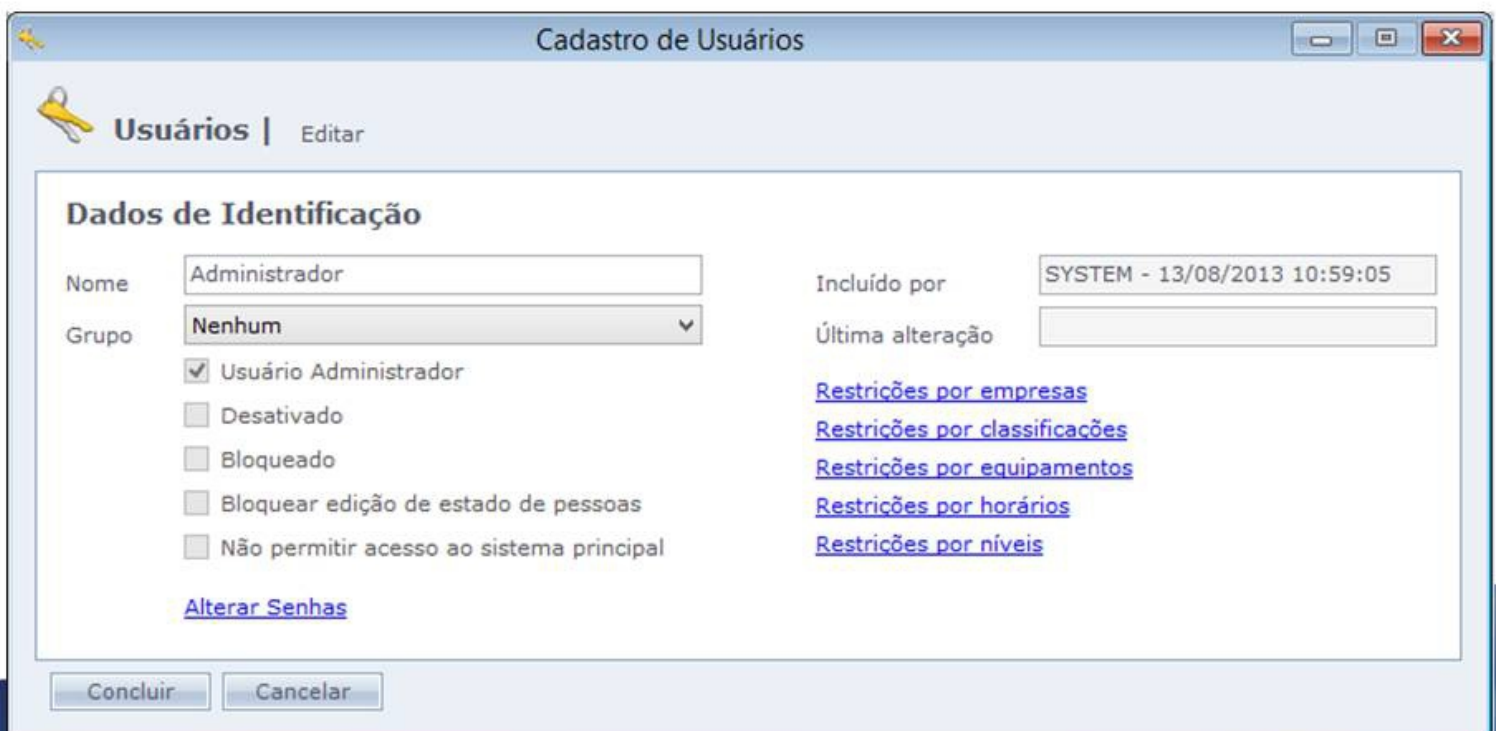 Cadastro de Usuários
Usuários | Editar
Dados de Identificação
Nome Administrador
Grupo Nenhum
Usuário Administrador
Desativado
Bloqueado
Bloquear edição de estado de pessoas
Não permitir acesso ao sistema principal
Alterar Senhas
Incluído por SYSTEM - 13/08/2013 10:59:05
Última alteração
Restrições por empresas
Restrições por classificações
Restrições por equipamentos
Restrições por horários
Restrições por níveis
Concluir Cancelar